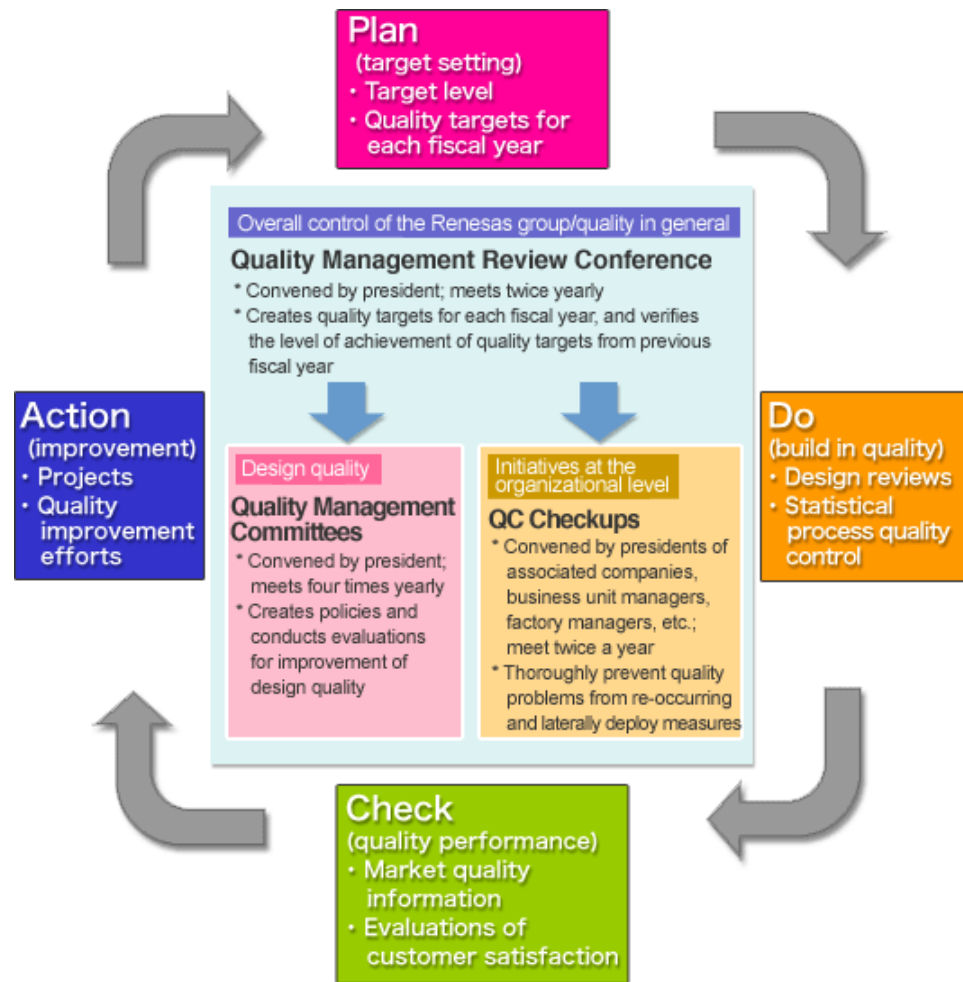 Plan
(target setting)
・Target level
・Quality targets for
each fiscal year
Overall control of the Renesas group/quality in general
Quality Management Review Conference
* Convened by president; meets twice yearly
* Creates quality targets for each fiscal year, and verifies
the level of achievement of quality targets from previous
fiscal year
Action
(improvement)
・Projects
・Quality
improvement
efforts
Design quality
Quality Management
Committees
* Convened by president;
meets four times yearly
* Creates policies and
conducts evaluations
for improvement of
design quality
Initiatives at the
organizational level
QC Checkups
* Convened by presidents of
associated companies,
business unit managers,
factory managers, etc.;
meet twice a year
* Thoroughly prevent quality
problems from re-occurring
and laterally deploy measures
Do
(build in quality)
・Design reviews
・Statistical
process quality
control
Check
(quality performance)
・Market quality
information
・Evaluations of
customer satisfaction